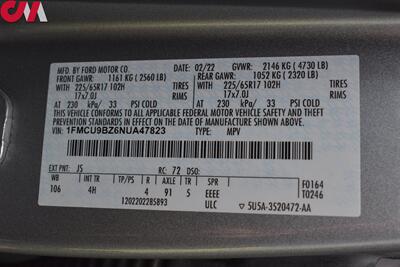 CM
MFD. BY FORD MOTOR CO. 02/22 GVWR: 2146 KG ( 4730 LB)
FRONT GAWR: 1161 KG ( 2560 LB) REAR GAWR: 1052 KG ( 2320 LB)
WITH 225/65R17 102H TIRES WITH 225/65R17 102H TIRES
17x7.0J RIMS 17x7.0J RIMS
AT 230 kPa/ 33 PSI COLD AT 230 kPa/ 33 PSI COLD
THIS VEHICLE CONFORMS TO ALL APPLICABLE FEDERAL MOTOR VEHICLE SAFETY AND THEFT PREVENTION STANDARDS IN EFFECT ON THE DATE OF MANUFACTURE SHOWN ABOVE.
VIN: 1FMCU9BZ6NUA47823 TYPE: MPV
EXT PNT: JS RC: 72 DSO:
WB INT TR TP/PS R AXLE TR SPR F0164
106 4H 4 91 5 EEEE T0246
1202202285893 ULC 5U5A-3520472-AA